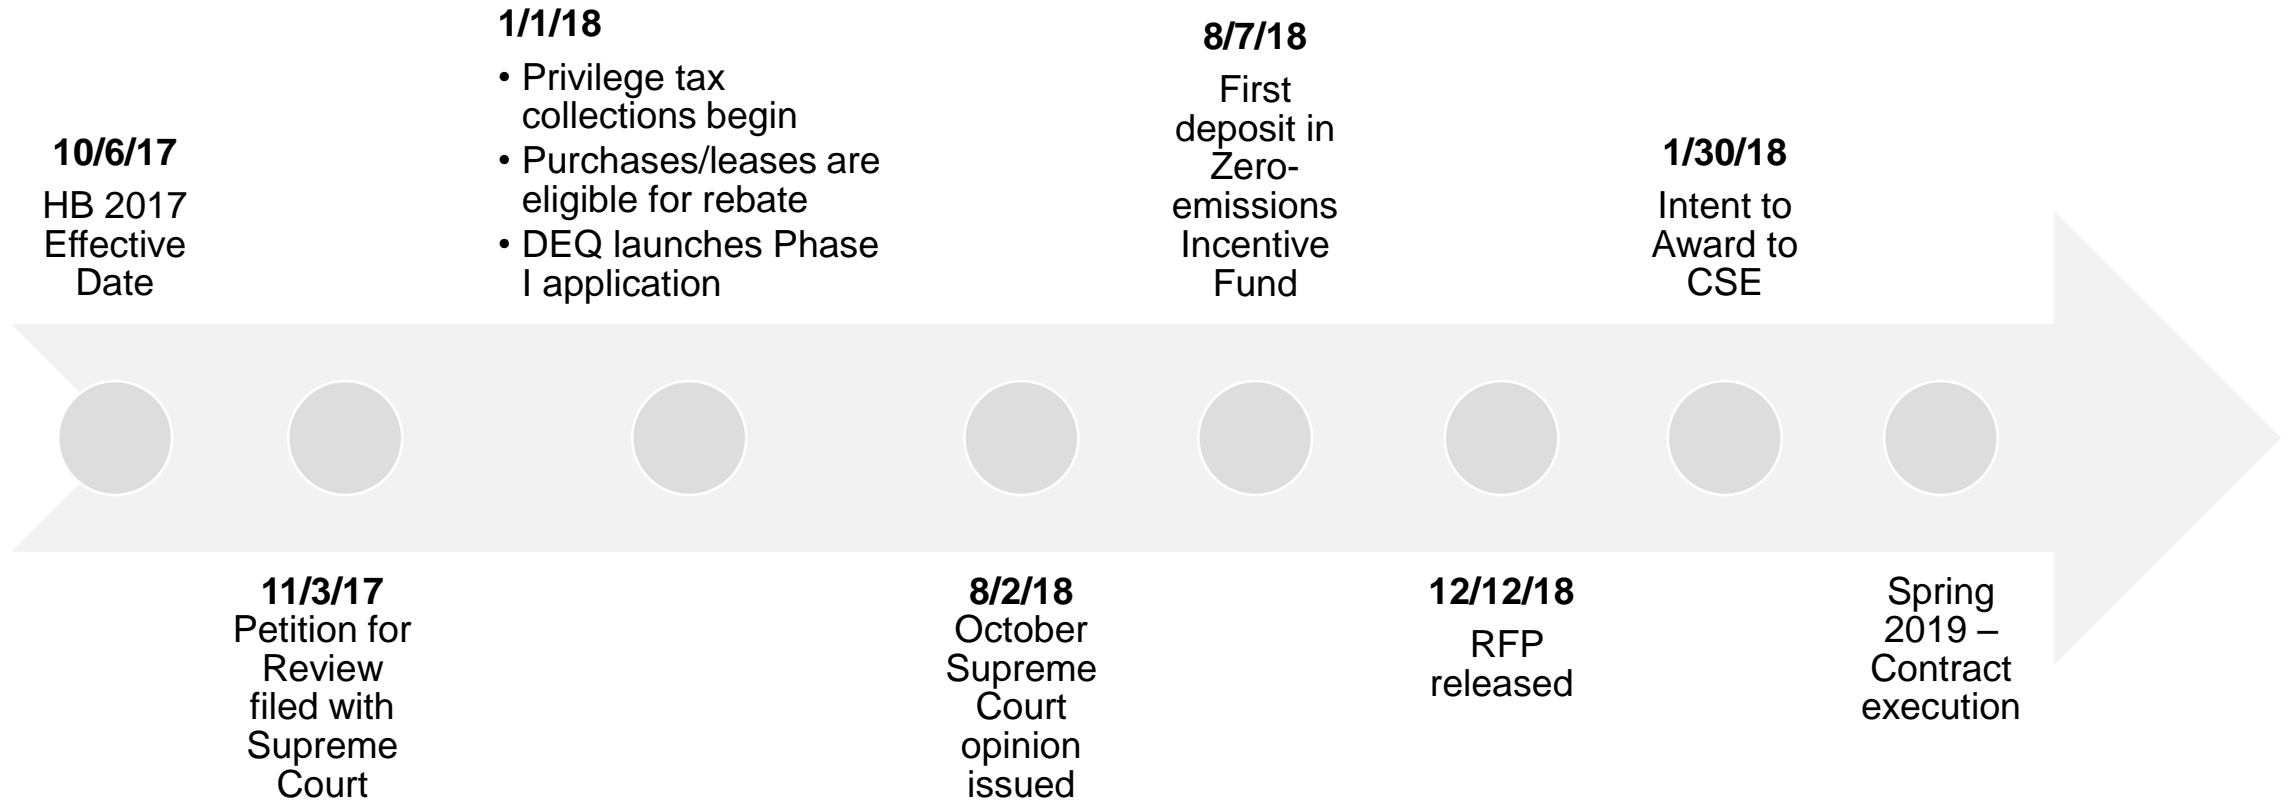 10/6/17
HB 2017
Effective
Date
11/3/17
Petition for
Review
filed with
Supreme
Court
1/1/18
• Privilege tax
collections begin
• Purchases/leases are
eligible for rebate
• DEQ launches Phase
I application
8/2/18
October
Supreme
Court
opinion
issued
8/7/18
First
deposit in
Zero-
emissions
Incentive
Fund
12/12/18
RFP
released
1/30/18
Intent to
Award to
CSE
Spring
2019 –
Contract
execution